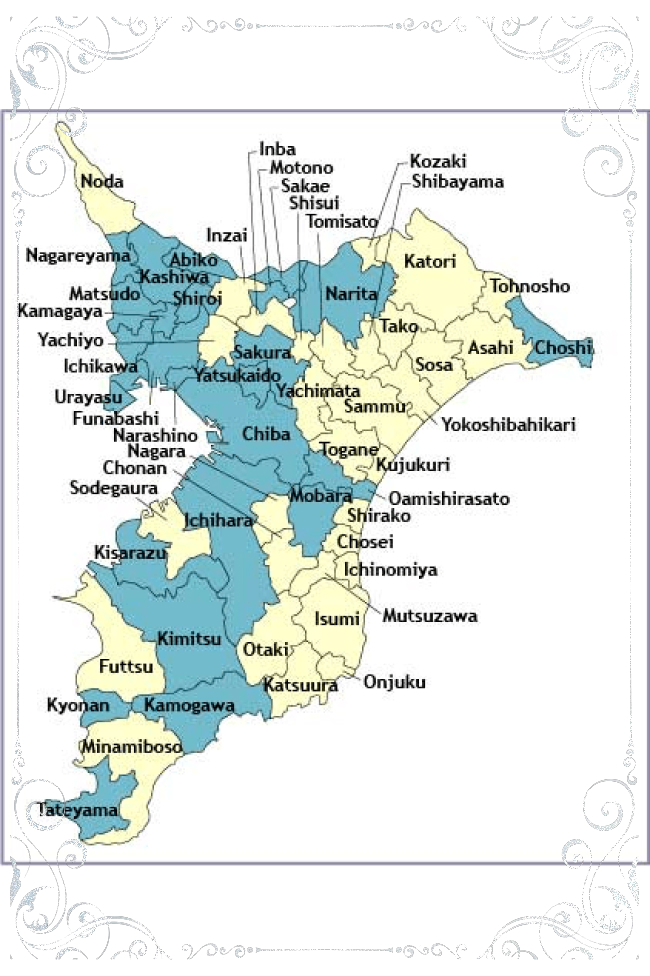 Inba
Motono
Kozaki
Sakae
Shibayama
Noda
Shisui
Tomisato
Inzai
Nagareyama
Abiko
Katori
Kashiwa
Tohnosho
Matsudo
Shiroi
Narita
Kamagaya
Tako
Yachiyo
Asahi
Choshi
Sakura
Ichikawa
Sosa
Yatsukaido
Yachimata
Urayasu
Sammu
Funabashi
Yokoshibahikari
Narashino
Chiba
Nagara
Togane
Chonan
Kujukuri
Sodegaura
Mobara
Oamishirasato
Shirako
Ichihara
Chosei
Kisarazu
Ichinomiya
Mutsuzawa
Isumi
Kimitsu
Otaki
Futtsu
Onjuku
Katsuura
Kyonan
Kamogawa
Minamiboso
Tateyama